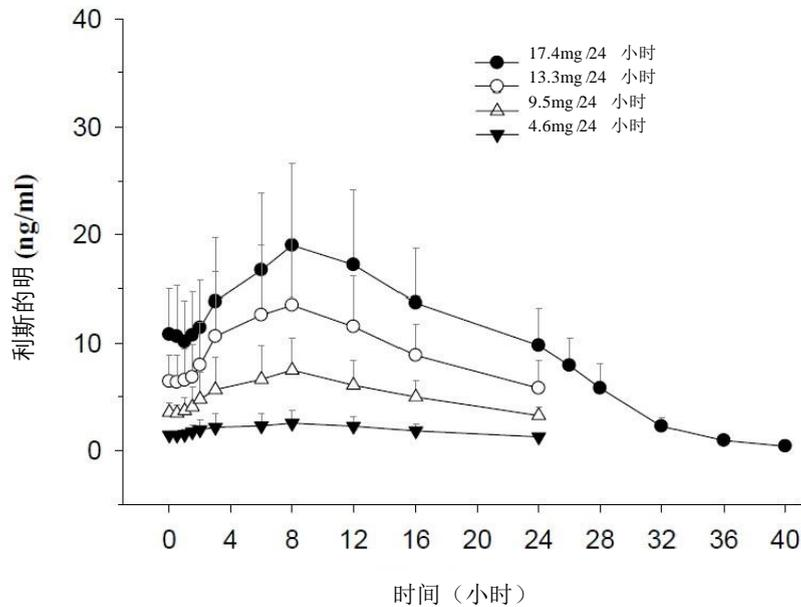 40
30
20
10
0
利斯的明 (ng/ml)
17.4mg /24 小时
13.3mg /24 小时
9.5mg /24 小时
4.6mg /24 小时
0 4 8 12 16 20 24 28 32 36 40
时间（小时）